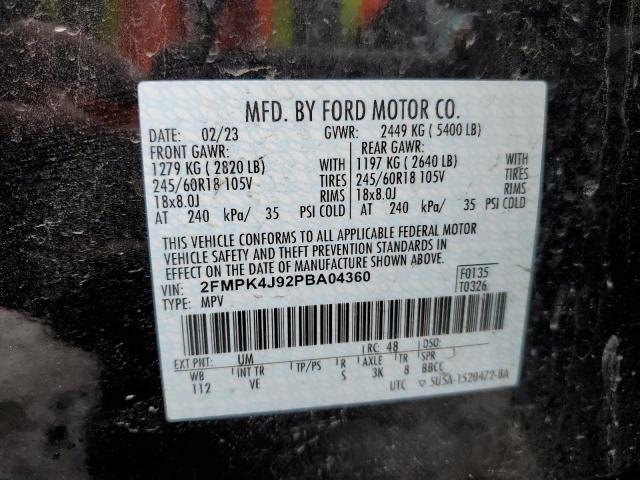 MFD. BY FORD MOTOR CO.
DATE: 02/23 GVWR: 2449 KG ( 5400 LB)
FRONT GAWR: REAR GAWR:
1279 KG ( 2820 LB) WITH 1197 KG ( 2640 LB) WITH
245/60R18 105V TIRES 245/60R18 105V TIRES
18x8.0J RIMS 18x8.0J RIMS
AT 240 kPa/ 35 PSI COLD AT 240 kPa/ 35 PSI COLD
THIS VEHICLE CONFORMS TO ALL APPLICABLE FEDERAL MOTOR
VEHICLE SAFETY AND THEFT PREVENTION STANDARDS IN
EFFECT ON THE DATE OF MANUFACTURE SHOWN ABOVE.
VIN: 2FMPK4J92PBA04360 F0135
TYPE: MPV T0326
EXT PNT: UM RC: 48 DSO:
WB INT TR TP/PS R AXLE TR SPR
112 VE S 3K 8 BBCC
UTC SUSA-1520472-BA